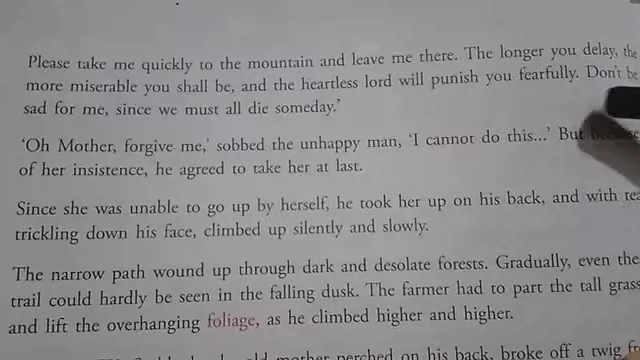 Please take me quickly to the mountain and leave me there. The longer you delay, the
more miserable you shall be, and the heartless lord will punish you fearfully. Don't be
sad for me, since we must all die someday.'
'Oh Mother, forgive me,' sobbed the unhappy man, 'I cannot do this...' But
of her insistence, he agreed to take her at last.
Since she was unable to go up by herself, he took her up on his back, and with
trickling down his face, climbed up silently and slowly.
The narrow path wound up through dark and desolate forests. Gradually, even the
trail could hardly be seen in the falling dusk. The farmer had to part the tall grass
and lift the overhanging foliage, as he climbed higher and higher.
old mother perched on his back, broke off a twig